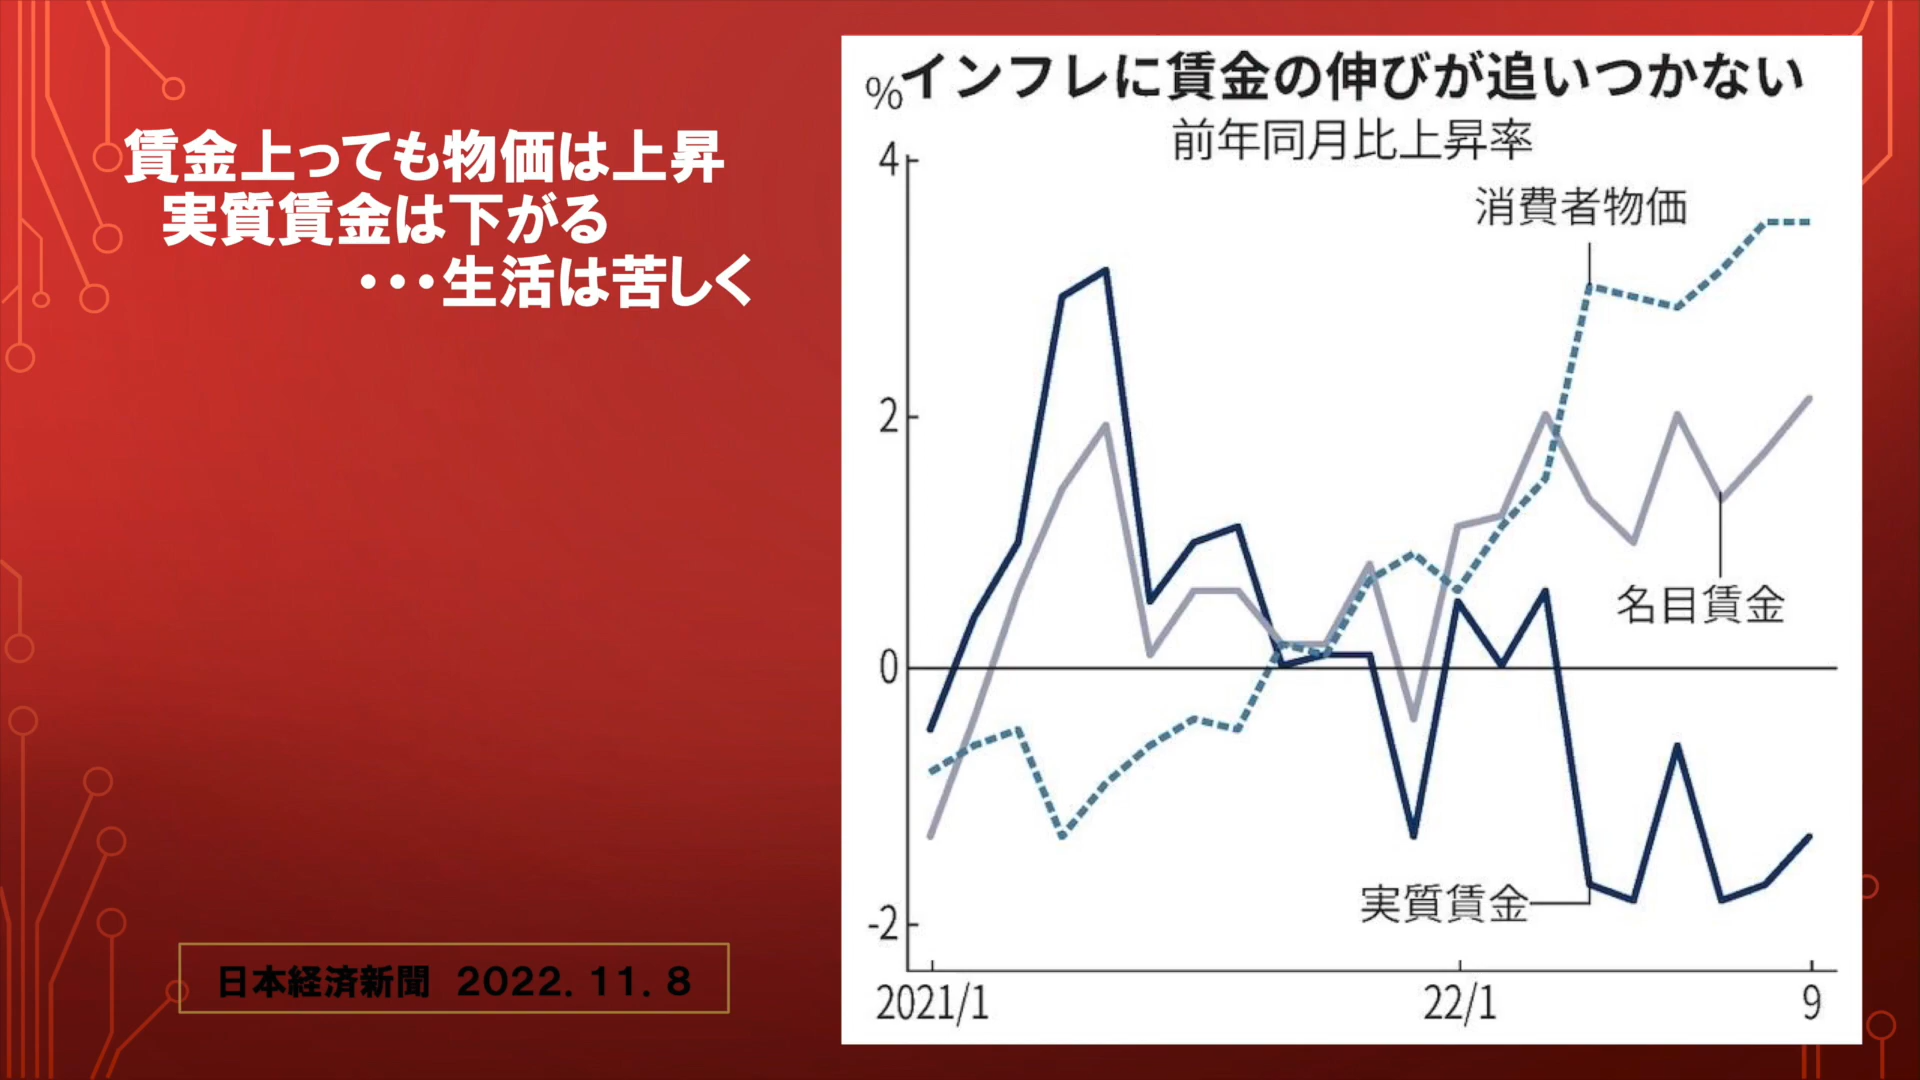 賃金上っても物価は上昇
実質賃金は下がる
・・・生活は苦しく
日本経済新聞 2022.11.8
%インフレに賃金の伸びが追いつかない
前年同月比上昇率
4
消費者物価
2
名目賃金
0
実質賃金
-2
2021/1 22/1 9